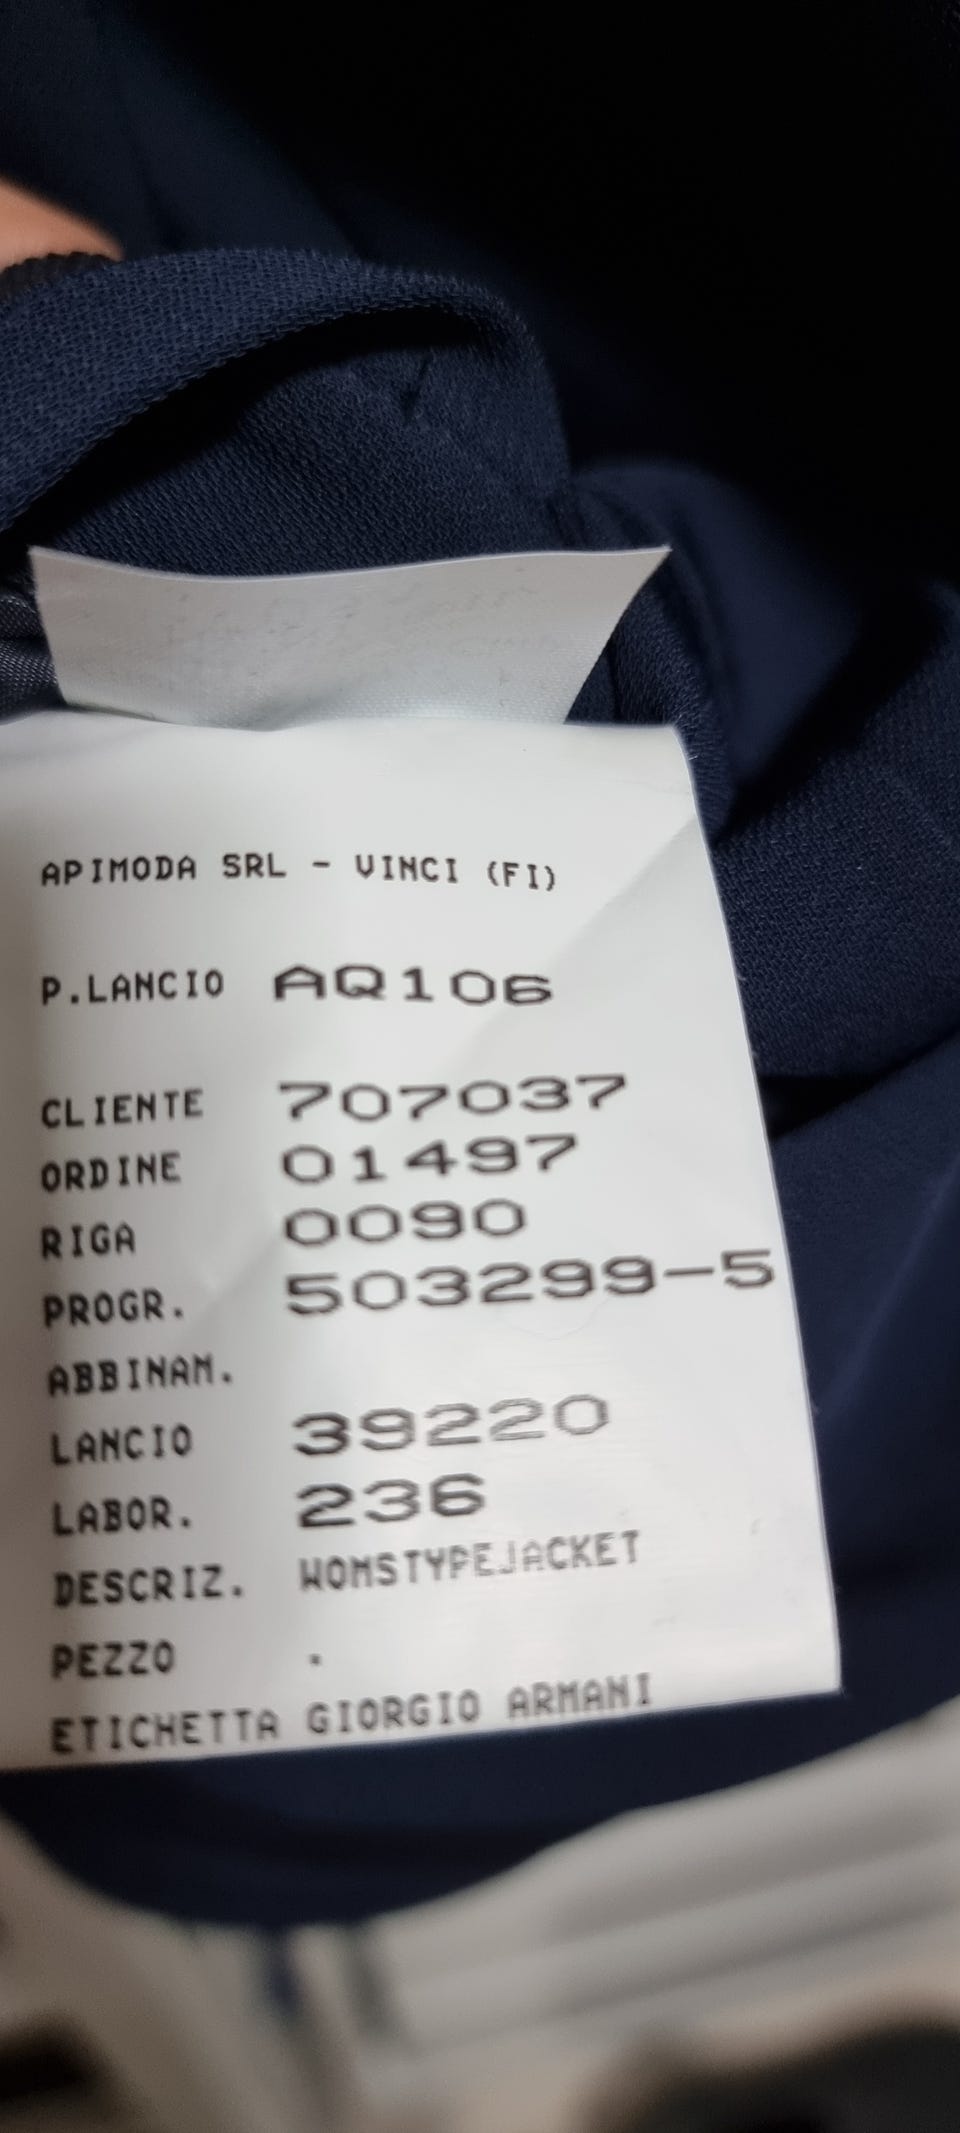 APIMODA SRL - VINCI (FI)
P.LANCIO AQ106
CLIENTE 707037
ORDINE 01497
RIGA 0090
PROGR. 503299-5
ABBINAM.
LANCIO 39220
LABOR. 236
DESCRIZ. WOMSTYPEJACKET
PEZZO .
ETICHETTA GIORGIO ARMANI